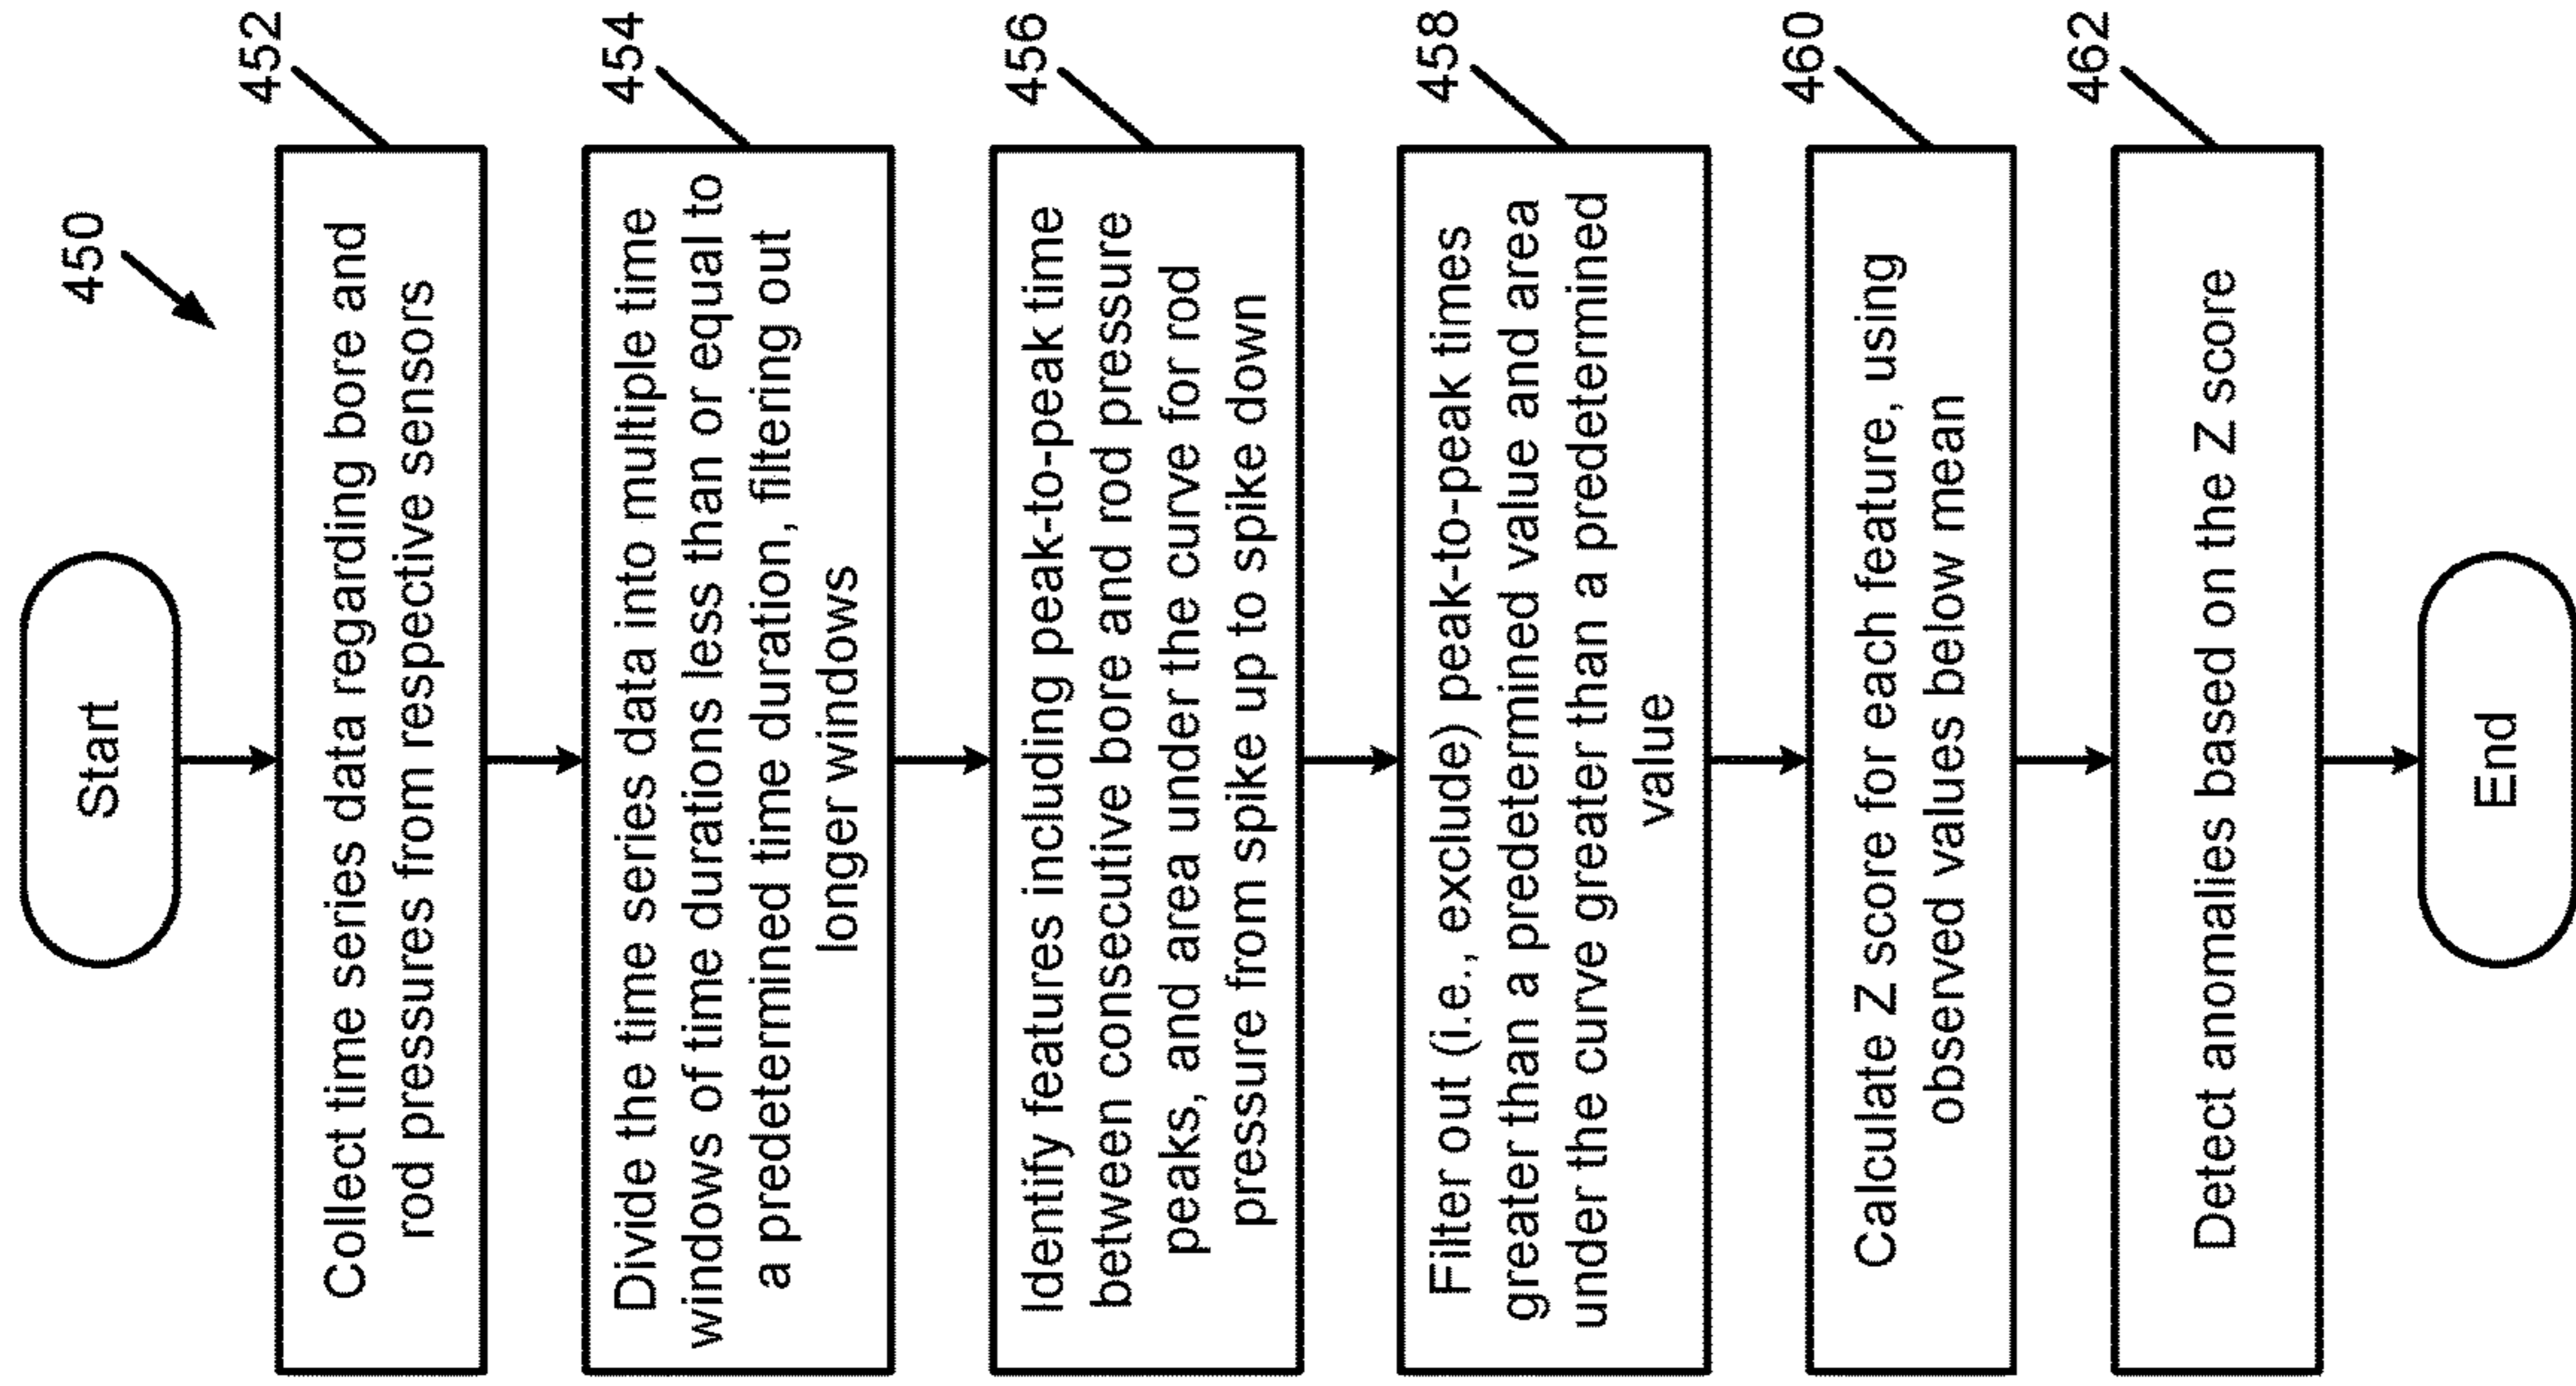 450
Start
452
Collect time series data regarding bore and
rod pressures from respective sensors
454
Divide the time series data into multiple time
windows of time durations less than or equal to
a predetermined time duration, filtering out
longer windows
456
Identify features including peak-to-peak time
between consecutive bore and rod pressure
peaks, and area under the curve for rod
pressure from spike up to spike down
458
Filter out (i.e., exclude) peak-to-peak times
greater than a predetermined value and area
under the curve greater than a predetermined
value
460
Calculate Z score for each feature, using
observed values below mean
462
Detect anomalies based on the Z score
End